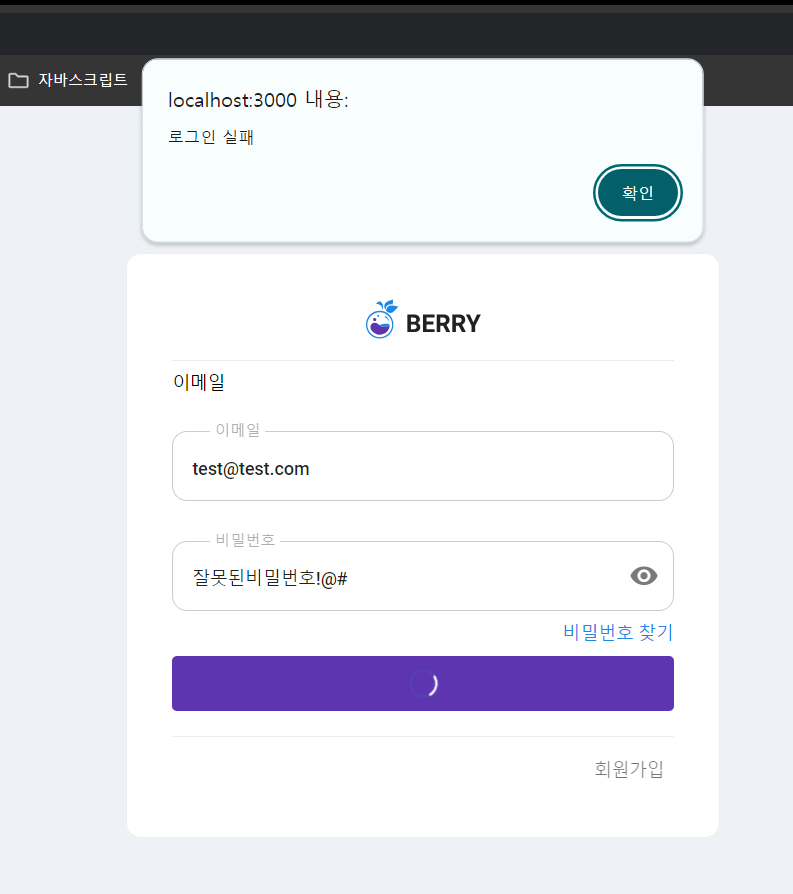 자바스크립트
localhost:3000 내용:
로그인 실패
확인
BERRY
이메일
이메일
test@test.com
비밀번호
잘못된비밀번호!@#
비밀번호 찾기
회원가입